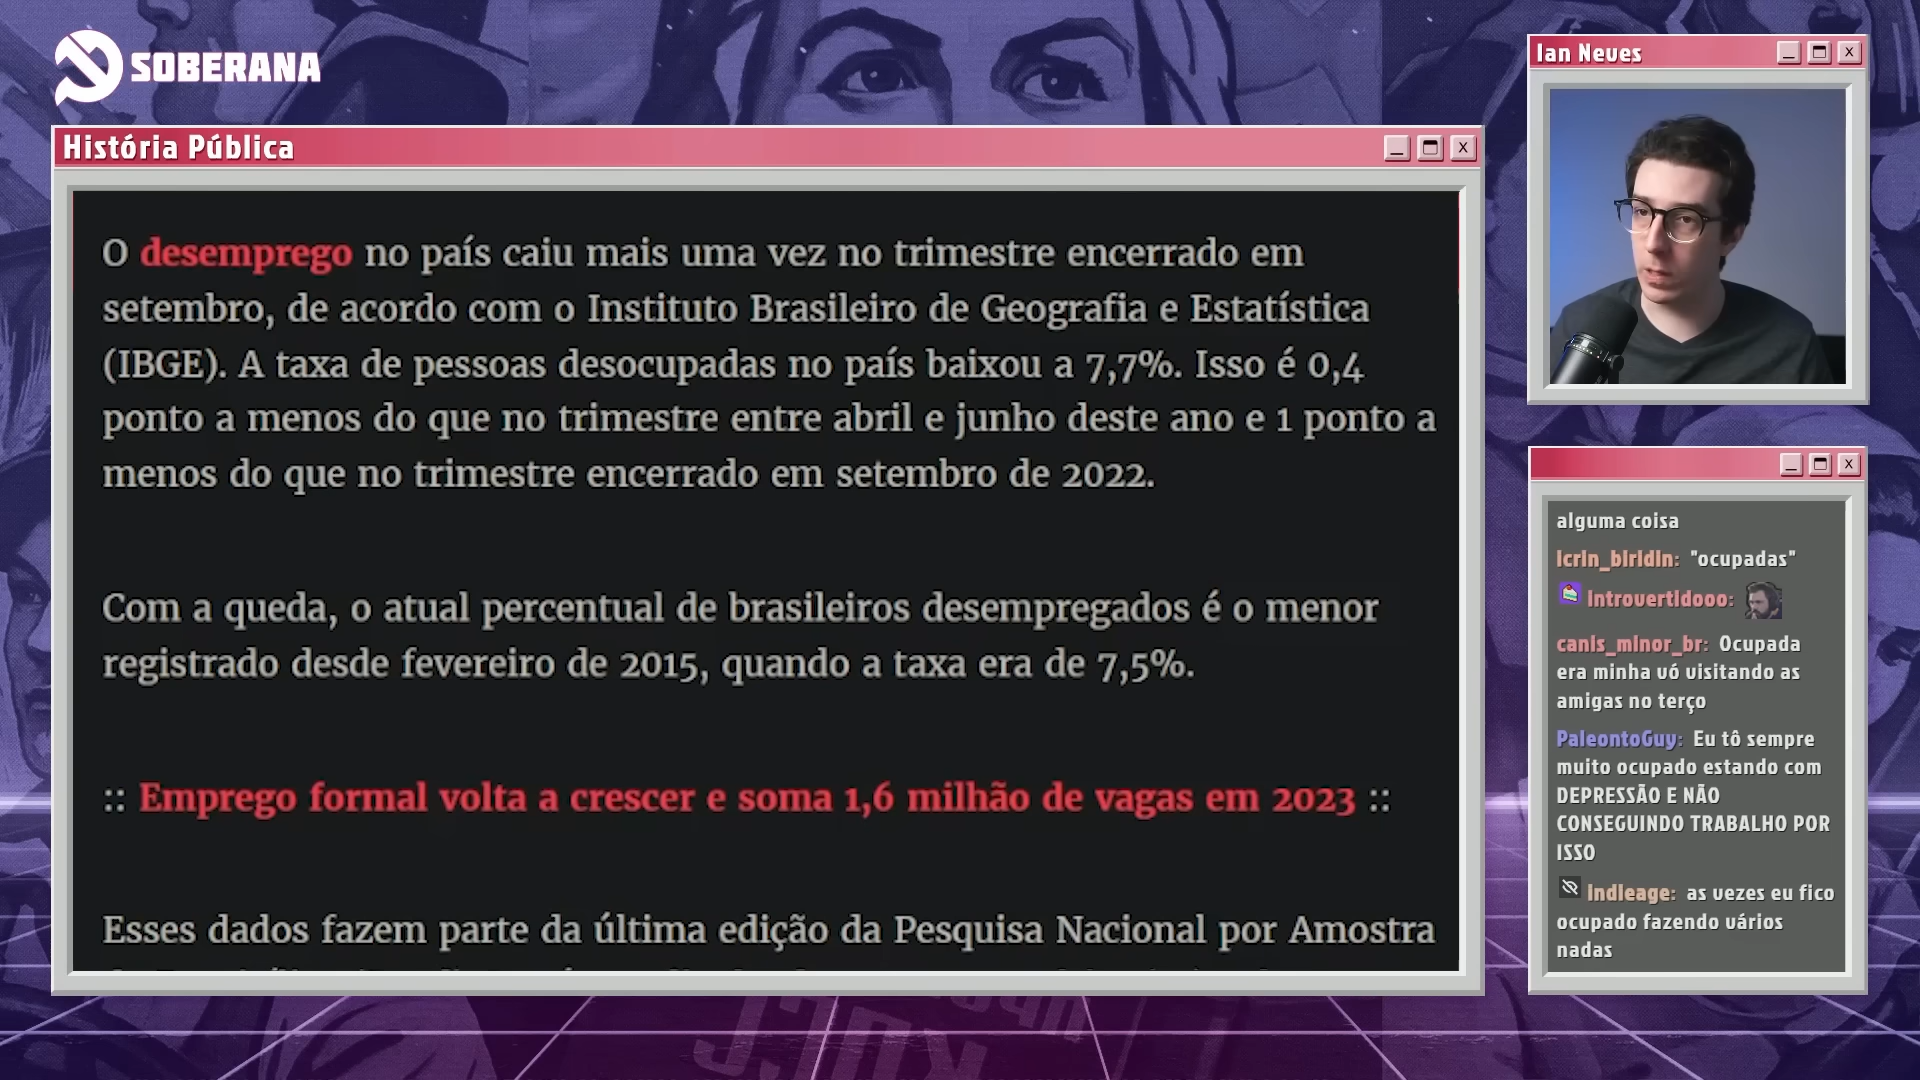 SOBERANA
História Pública
O desemprego no país caiu mais uma vez no trimestre encerrado em
setembro, de acordo com o Instituto Brasileiro de Geografia e Estatística
(IBGE). A taxa de pessoas desocupadas no país baixou a 7,7%. Isso é 0,4
ponto a menos do que no trimestre entre abril e junho deste ano e 1 ponto a
menos do que no trimestre encerrado em setembro de 2022.
Com a queda, o atual percentual de brasileiros desempregados é o menor
registrado desde fevereiro de 2015, quando a taxa era de 7,5%.
:: Emprego formal volta a crescer e soma 1,6 milhão de vagas em 2023 ::
Esses dados fazem parte da última edição da Pesquisa Nacional por Amostra
Ian Neves
alguma coisa
icrin_biridin: "ocupadas"
introvertidooo:
canis_minor_br: Ocupada
era minha vó visitando as
amigas no terço
PaleontoGuy: Eu tô sempre
muito ocupado estando com
DEPRESSÃO E NÃO
CONSEGUINDO TRABALHO POR
ISSO
indleage: as vezes eu fico
ocupado fazendo vários
nadas